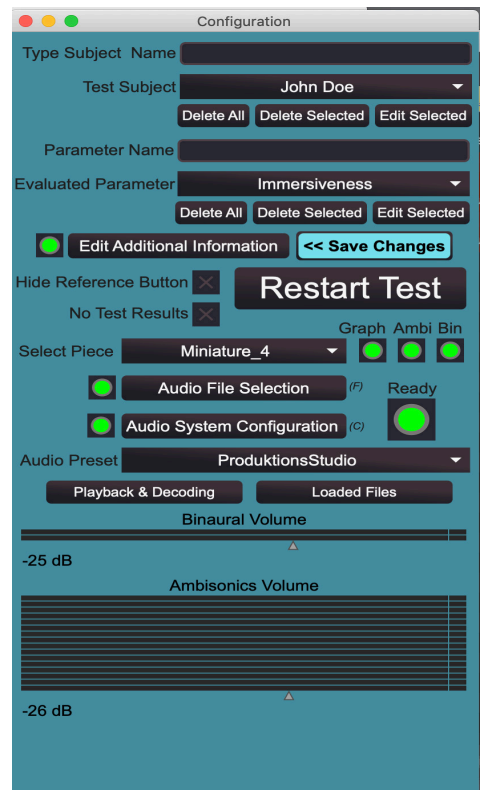 Configuration
Type Subject Name
Test Subject John Doe
Delete All Delete Selected Edit Selected
Parameter Name
Evaluated Parameter Immersiveness
Delete All Delete Selected Edit Selected
Edit Additional Information << Save Changes
Hide Reference Button Restart Test
No Test Results
Graph Ambi Bin
Select Piece Miniature_4
Audio File Selection (F) Ready
Audio System Configuration (C)
Audio Preset ProduktionsStudio
Playback & Decoding Loaded Files
Binaural Volume
-25 dB
Ambisonics Volume
-26 dB